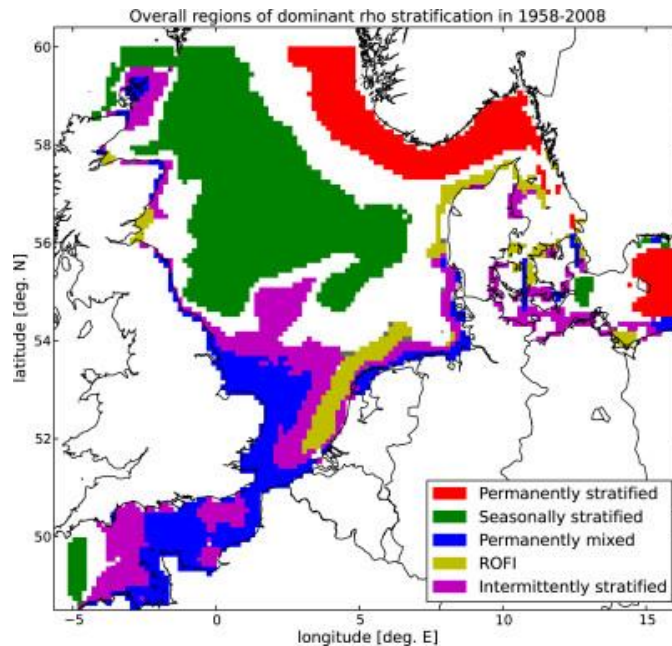 Overall regions of dominant rho stratification in 1958-2008
60
58
56
54
52
50
latitude [deg. N]
Permanently stratified
Seasonally stratified
Permanently mixed
ROFI
Intermittently stratified
−5 0 5 10 15
longitude [deg. E]